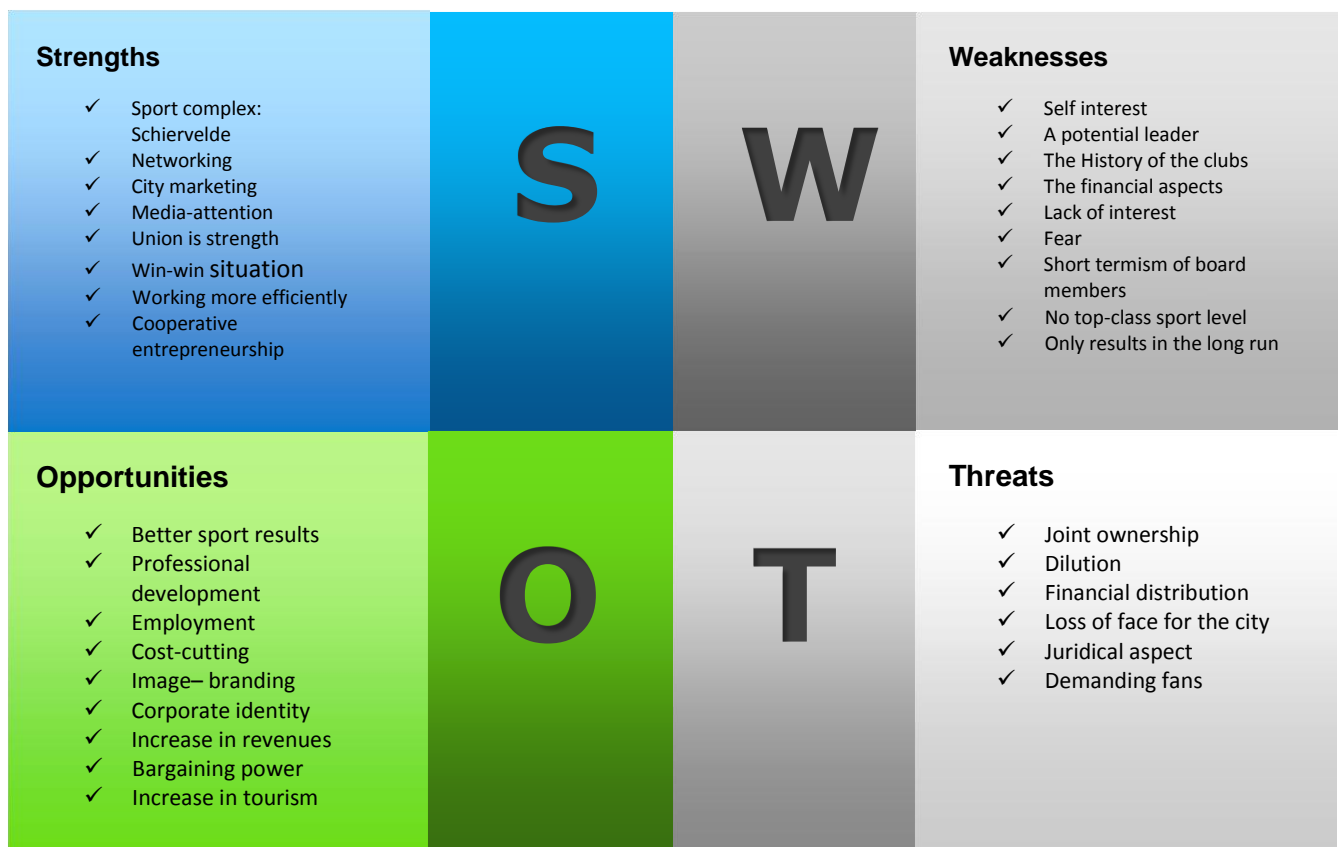 Strengths
✓ Sport complex:
Schiervelde
✓ Networking
✓ City marketing
✓ Media-attention
✓ Union is strength
✓ Win-win situation
✓ Working more efficiently
✓ Cooperative
entrepreneurship
S
W
Weaknesses
✓ Self interest
✓ A potential leader
✓ The History of the clubs
✓ The financial aspects
✓ Lack of interest
✓ Fear
✓ Short termism of board
members
✓ No top-class sport level
✓ Only results in the long run
Opportunities
✓ Better sport results
✓ Professional
development
✓ Employment
✓ Cost-cutting
✓ Image– branding
✓ Corporate identity
✓ Increase in revenues
✓ Bargaining power
✓ Increase in tourism
O
T
Threats
✓ Joint ownership
✓ Dilution
✓ Financial distribution
✓ Loss of face for the city
✓ Juridical aspect
✓ Demanding fans